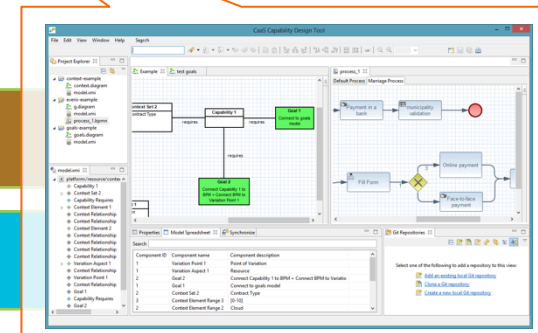 CaaS Capability Design Tool
File Edit View Window Help Search
Project Explorer
context-example
context.diagram
model.xmi
g.diagram
model.xmi
process_1.bpmn
goals-example
goals.diagram
model.xmi
model.xmi
Capability 1
Context Set 2
Capability Requires
Context Element 1
Context Relationship
Context Relationship
Context Element 2
Context Relationship
Context Relationship
Context Relationship
Variation Aspect 1
Context Relationship
Variation Point 1
Context Relationship
Goal 1
Capability Requires
Goal 2
Example test goals
Context Set 2
Contract Type
Capability 1
Goal 1
Connect to goals
model
requires
requires
requires
Goal 2
Connect Capability 1 to
BPM + Connect BPM to
Variation Point 1
process_1
Default Process Marriage Process
Payment in a
bank
municipality
validation
Fill Form
Online payment
Face-to-face
payment
Properties Model Spreadsheet Synchronize
Search
Component ID Component name Component description
1 Variation Point 1 Point of Variation
1 Variation Aspect 1 Resource
2 Goal 2 Connect Capability 1 to BPM + Connect BPM to Variatio
1 Goal 1 Connect to goals model
2 Context Set 2 Contract Type
3 Context Element Range 3 [0-10]
2 Context Element Range 2 Cloud
Git Repositories
Select one of the following to add a repository to this view:
Add an existing local Git repository
Clone a Git repository
Create a new local Git repository